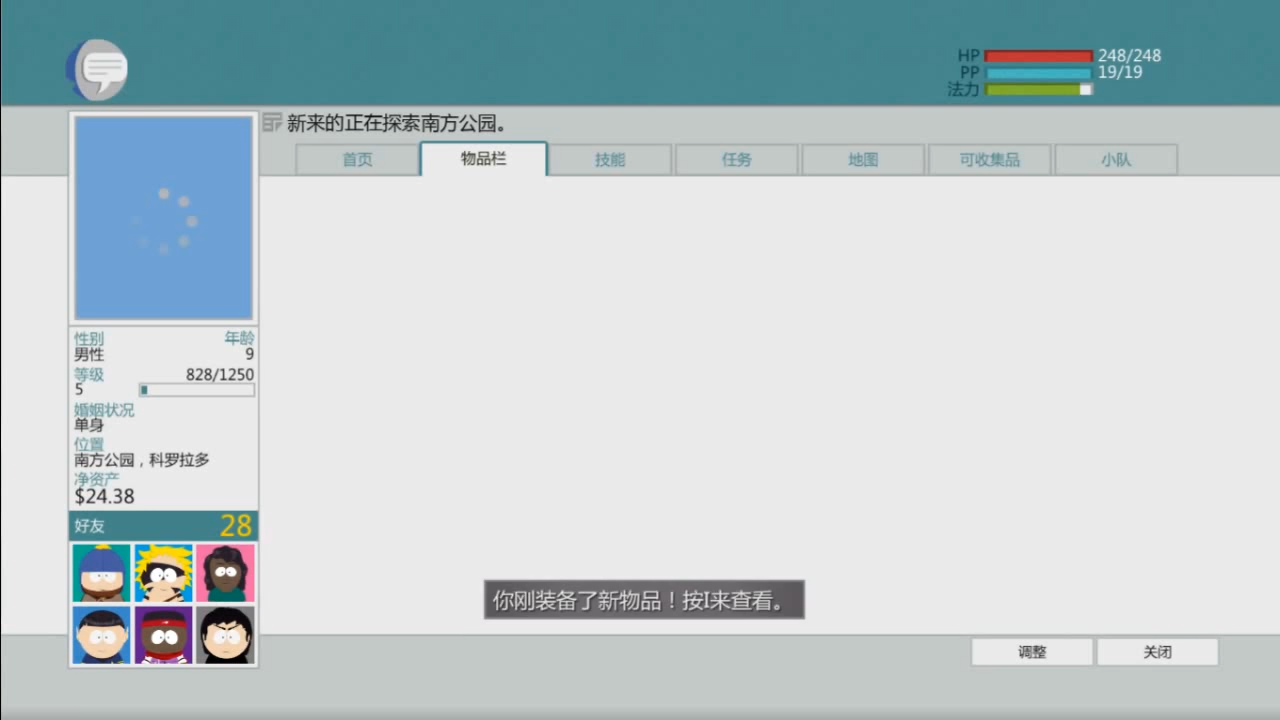 HP 248/248
PP 19/19
法力
新来的正在探索南方公园。
首页 物品栏 技能 任务 地图 可收集品 小队
性别 年龄
男性 9
等级 828/1250
5
婚姻状况
单身
位置
南方公园，科罗拉多
净资产
$24.38
好友 28
你刚装备了新物品！按I来查看。
调整 关闭